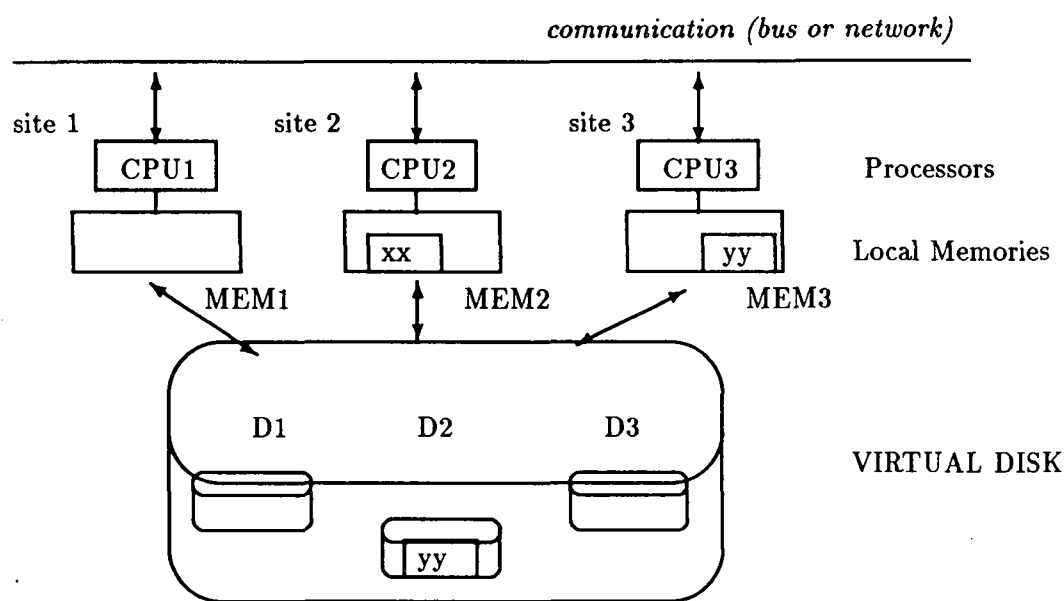 communication (bus or network)
site 1
site 2
site 3
CPU1
CPU2
CPU3
Processors
xx
yy
Local Memories
MEM1
MEM2
MEM3
D1
D2
D3
VIRTUAL DISK
yy